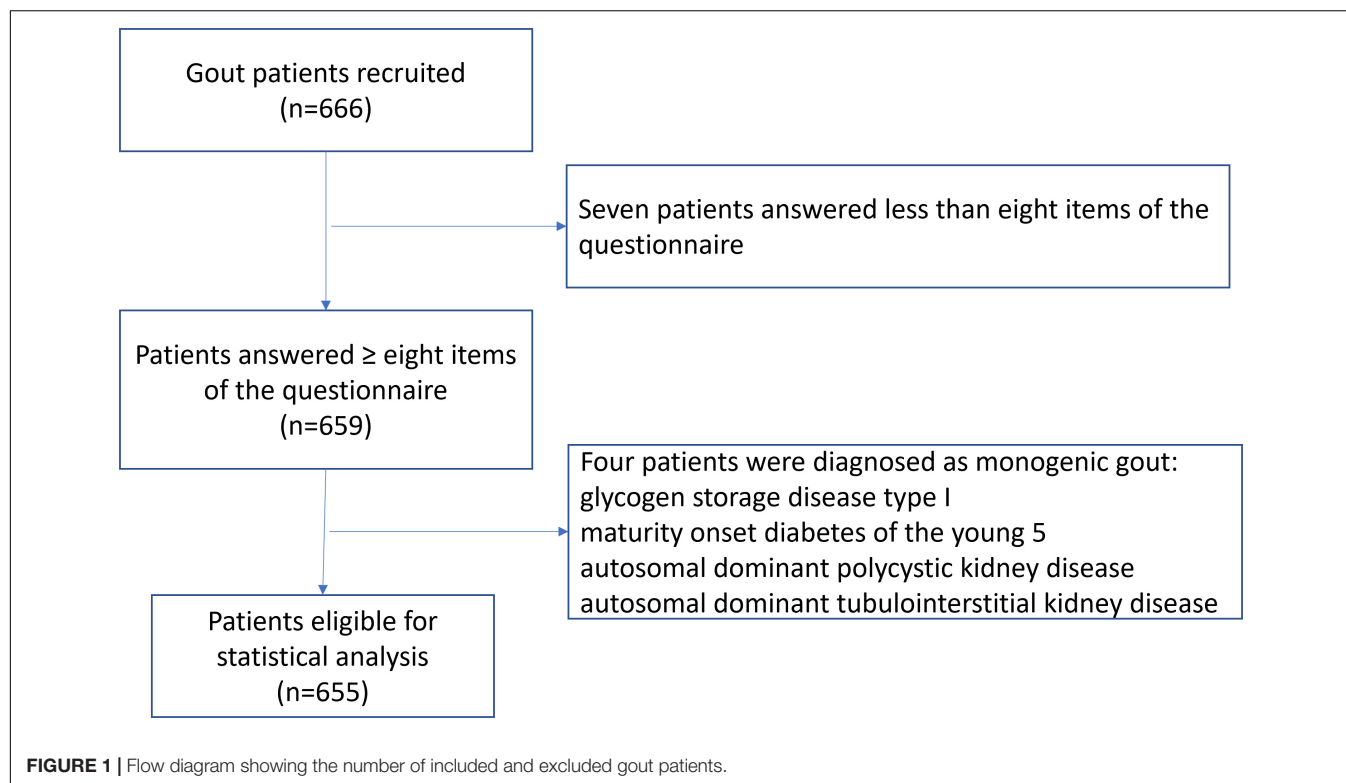 Gout patients recruited
(n=666)
Seven patients answered less than eight items of the
questionnaire
Patients answered ≥ eight items
of the questionnaire
(n=659)
Four patients were diagnosed as monogenic gout:
glycogen storage disease type I
maturity onset diabetes of the young 5
autosomal dominant polycystic kidney disease
autosomal dominant tubulointerstitial kidney disease
Patients eligible for
statistical analysis
(n=655)
FIGURE 1 | Flow diagram showing the number of included and excluded gout patients.